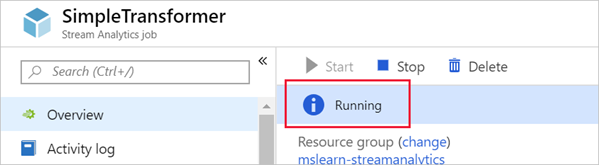 SimpleTransformer
Stream Analytics job
Search (Ctrl+/)
«
Start Stop Delete
Overview
Running
Activity log
Resource group (change)
mslearn-streamanalytics